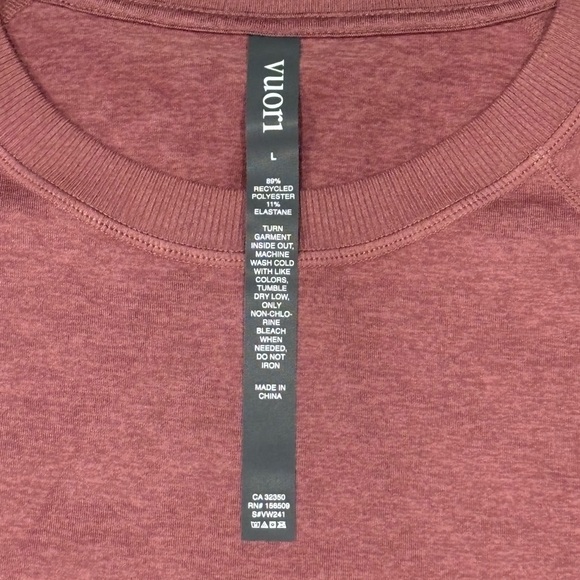 vuori
L
89%
RECYCLED
POLYESTER
11%
ELASTANE
TURN
GARMENT
INSIDE OUT,
MACHINE
WASH COLD
WITH LIKE
COLORS,
TUMBLE
DRY LOW,
ONLY
NON-CHLO-
RINE
BLEACH
WHEN
NEEDED,
DO NOT
IRON
MADE IN
CHINA
CA 32350
RN# 156509
S#VW241